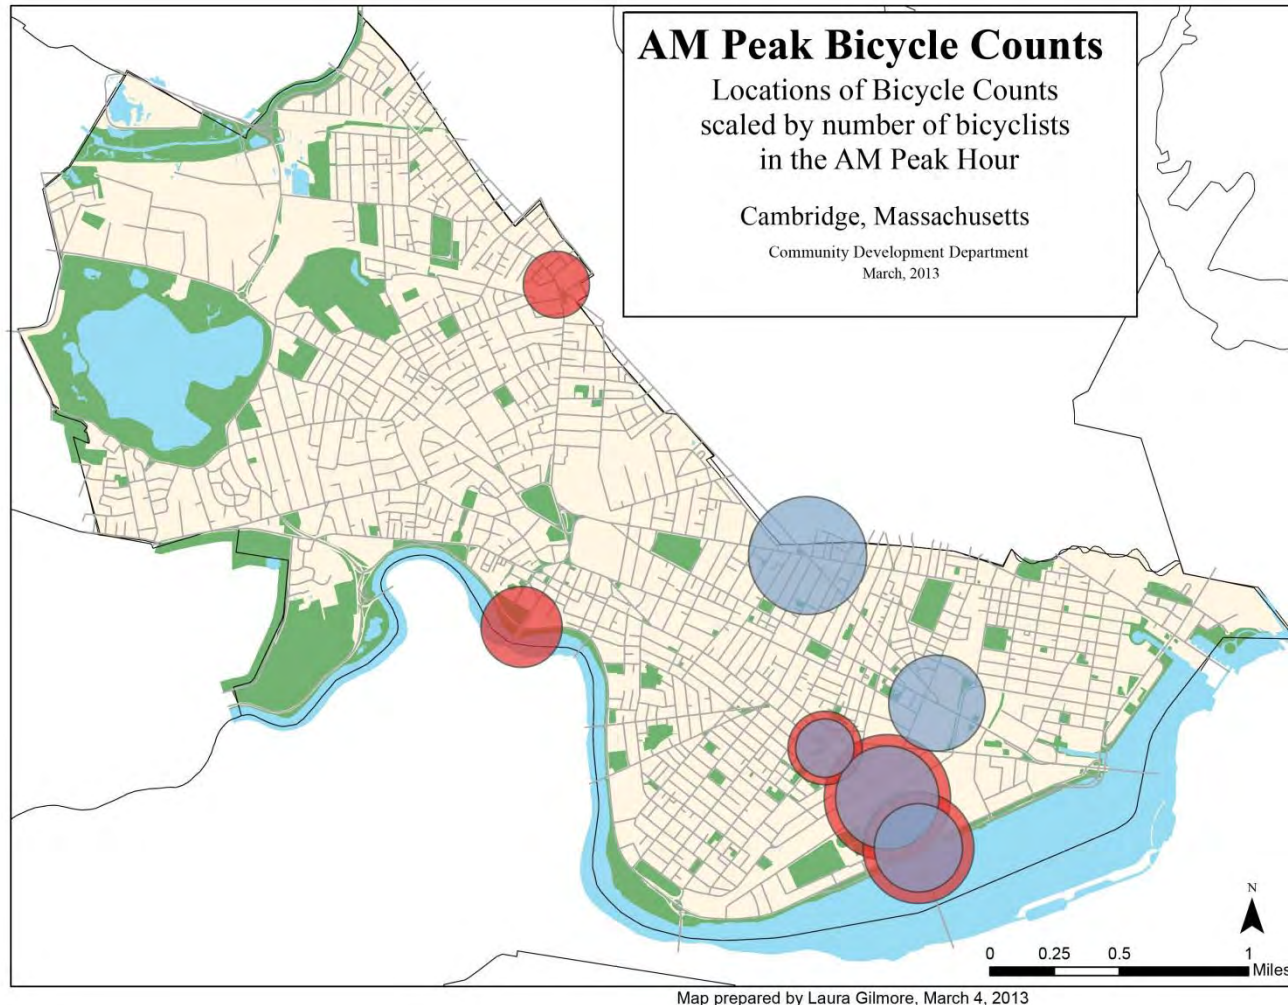 AM Peak Bicycle Counts
Locations of Bicycle Counts
scaled by number of bicyclists
in the AM Peak Hour
Cambridge, Massachusetts
Community Development Department
March, 2013
N
0 0.25 0.5 1
Miles
Map prepared by Laura Gilmore, March 4, 2013